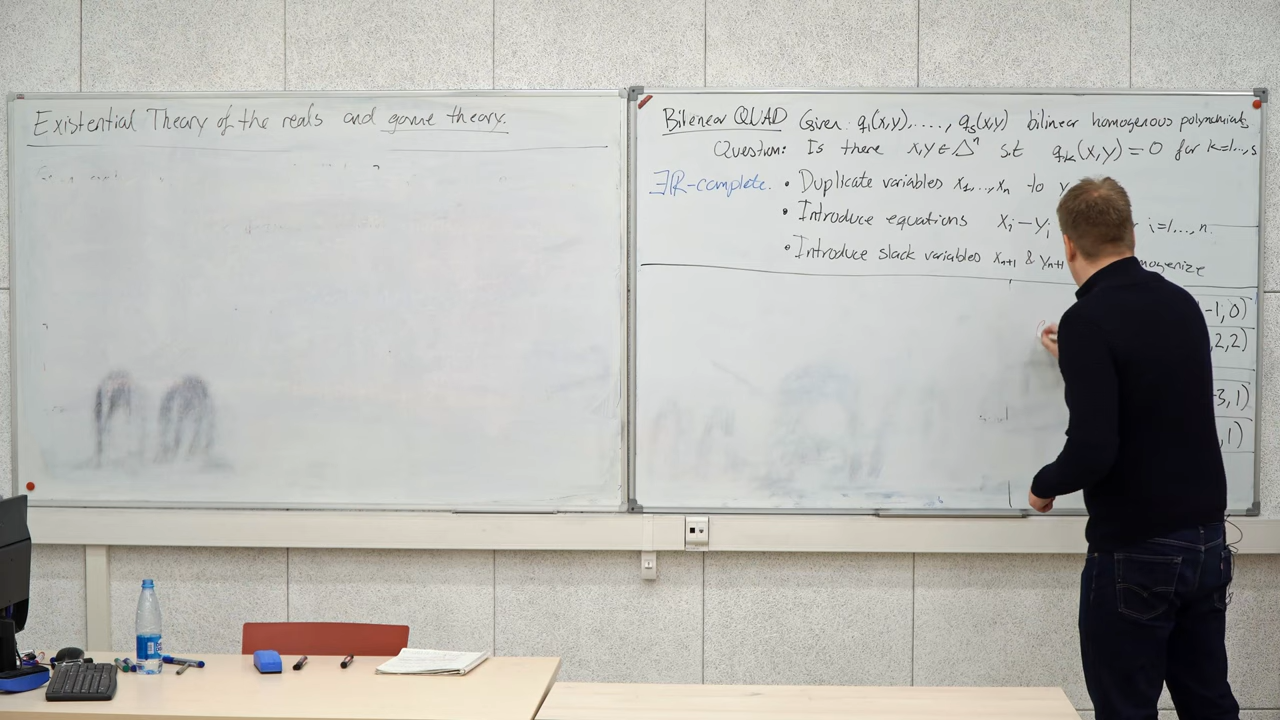 Existential Theory of the reals and game theory.
Bilinear QUAD Given: q₁(x,y),...., qₛ(x,y) bilinear homogenous polynomials
Question: Is there x,y ∈ Δⁿ s.t qₖ(x,y) = 0 for k=1...,s
∃ℝ-complete. • Duplicate variables x₁,...,xₙ to y
• Introduce equations xᵢ – yᵢ i=1...,n.
• Introduce slack variables xₙ₊₁ & yₙ₊₁ mogenize
-1,0)
,2,2)
-3,1)
,1)